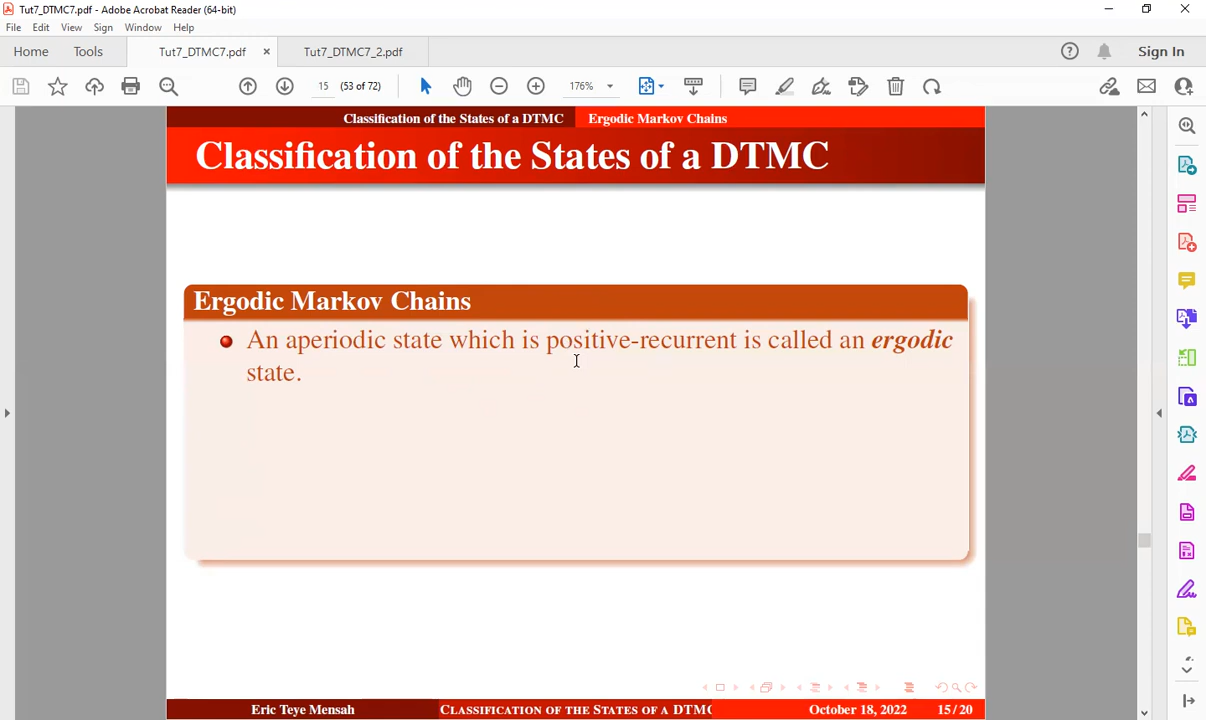 Tut7_DTMC7.pdf - Adobe Acrobat Reader (64-bit)
File Edit View Sign Window Help
Home Tools Tut7_DTMC7.pdf × Tut7_DTMC7_2.pdf Sign In
15 (53 of 72) 176%
Classification of the States of a DTMC Ergodic Markov Chains
Classification of the States of a DTMC
Ergodic Markov Chains
An aperiodic state which is positive-recurrent is called an ergodic
state.
Eric Teye Mensah CLASSIFICATION OF THE STATES OF A DTMC October 18, 2022 15 / 20